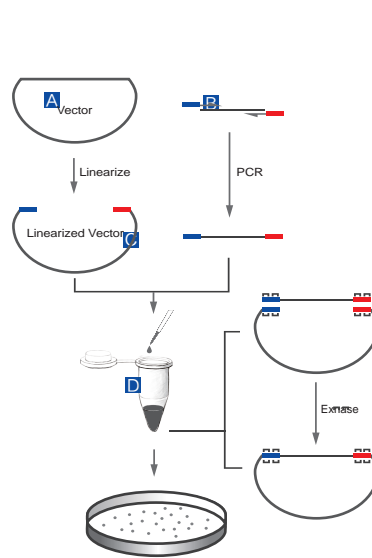 A
Vector
B
Linearize
PCR
Linearized Vector
C
D
Exnase